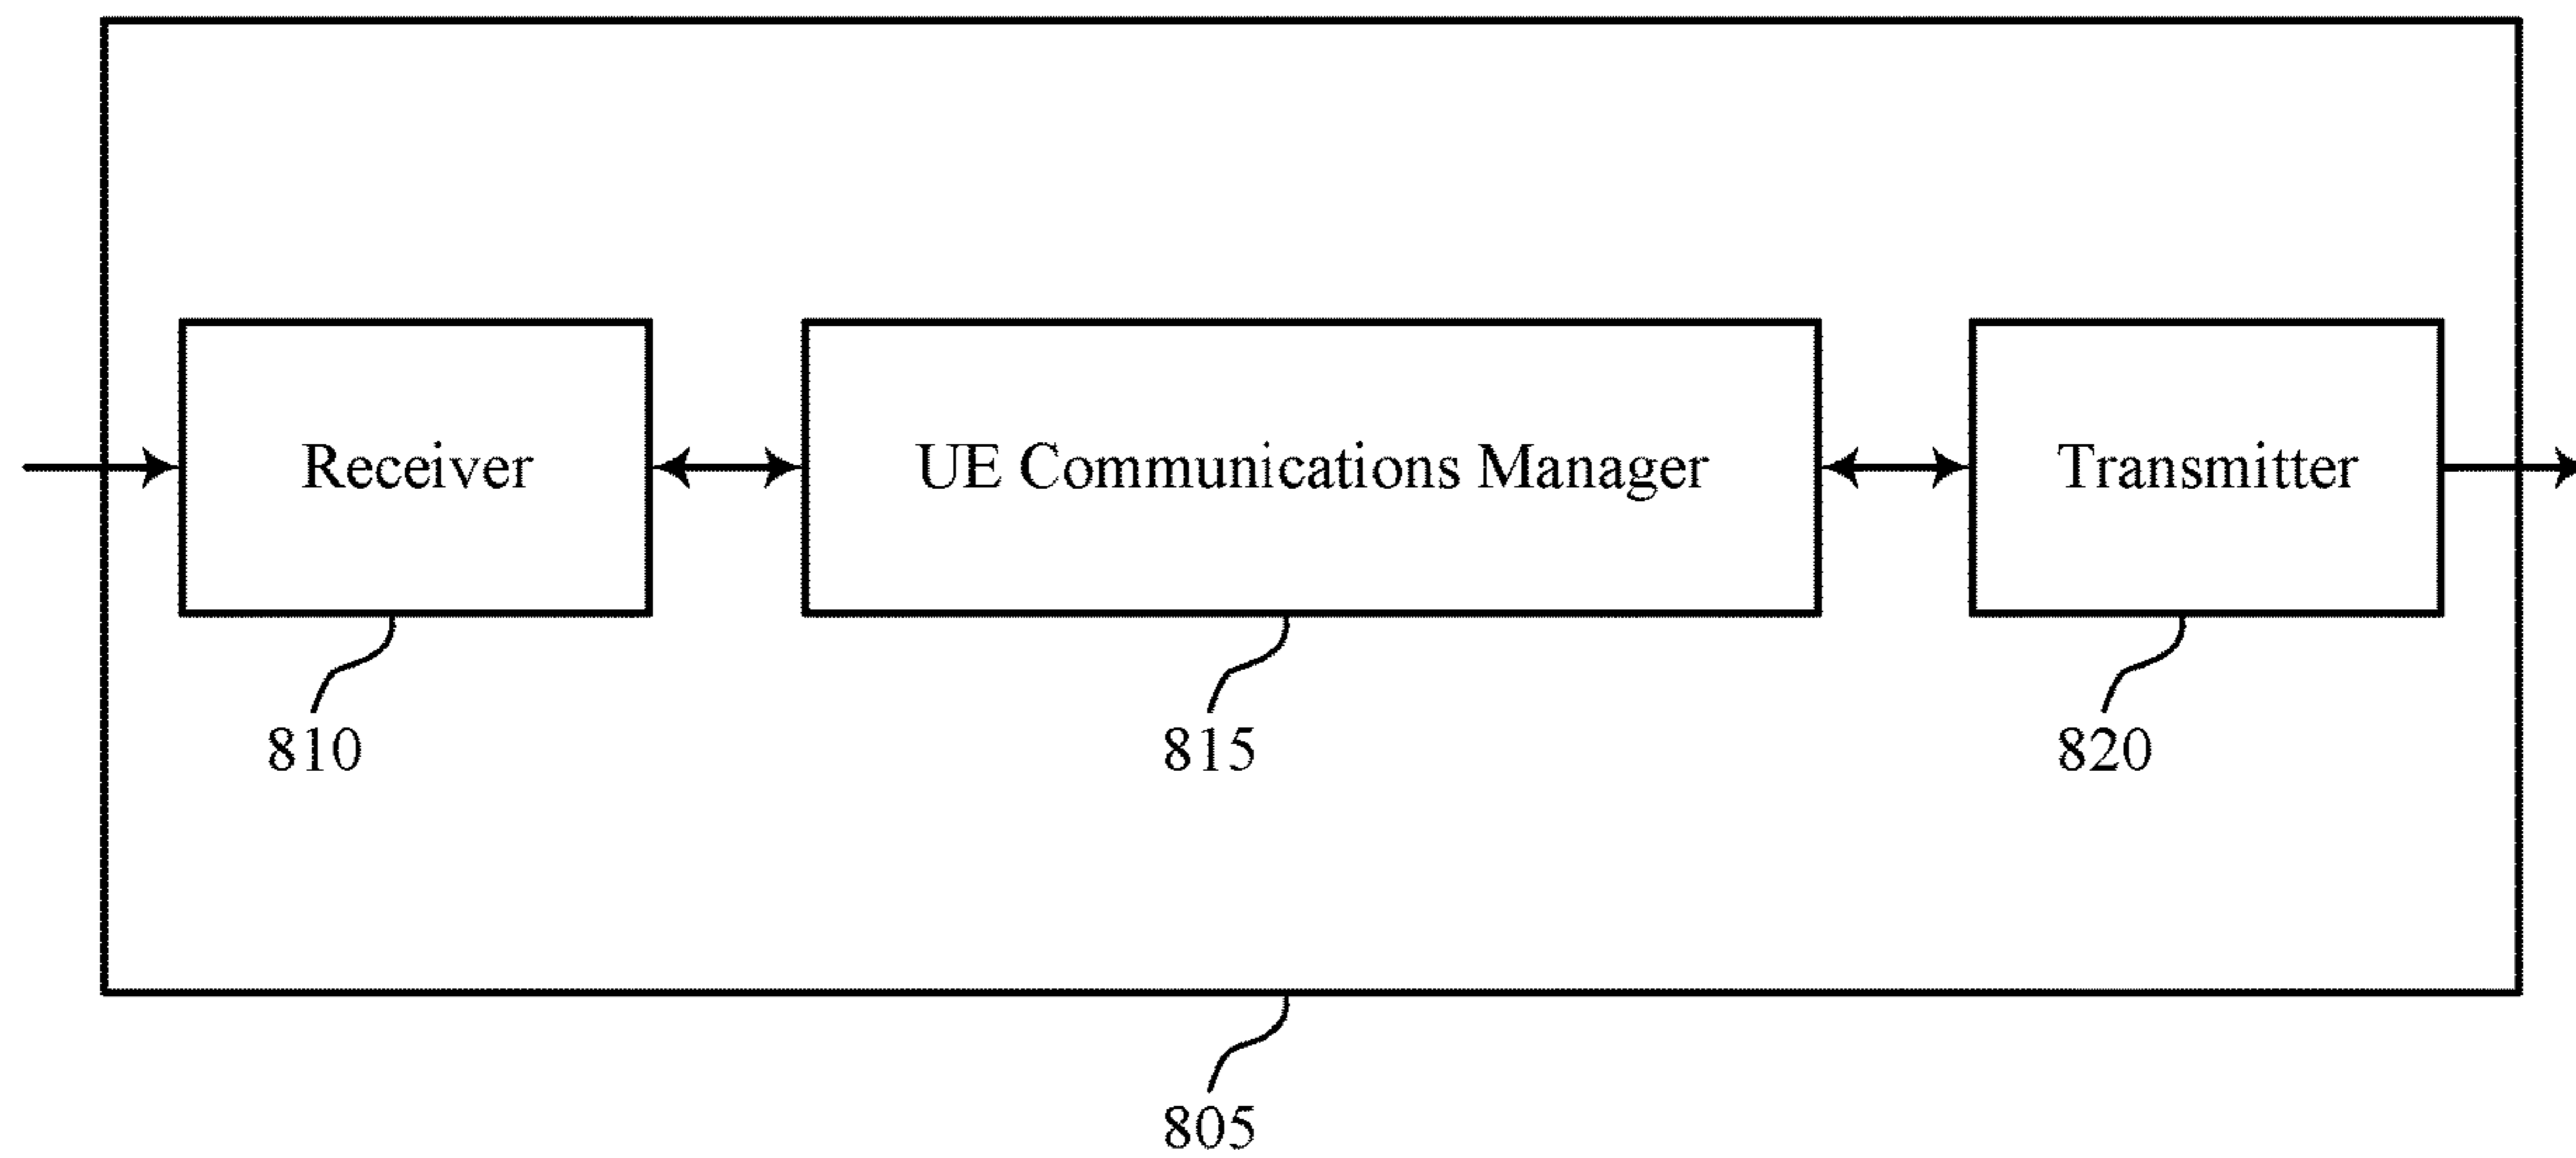 Receiver
UE Communications Manager
Transmitter
810
815
820
805